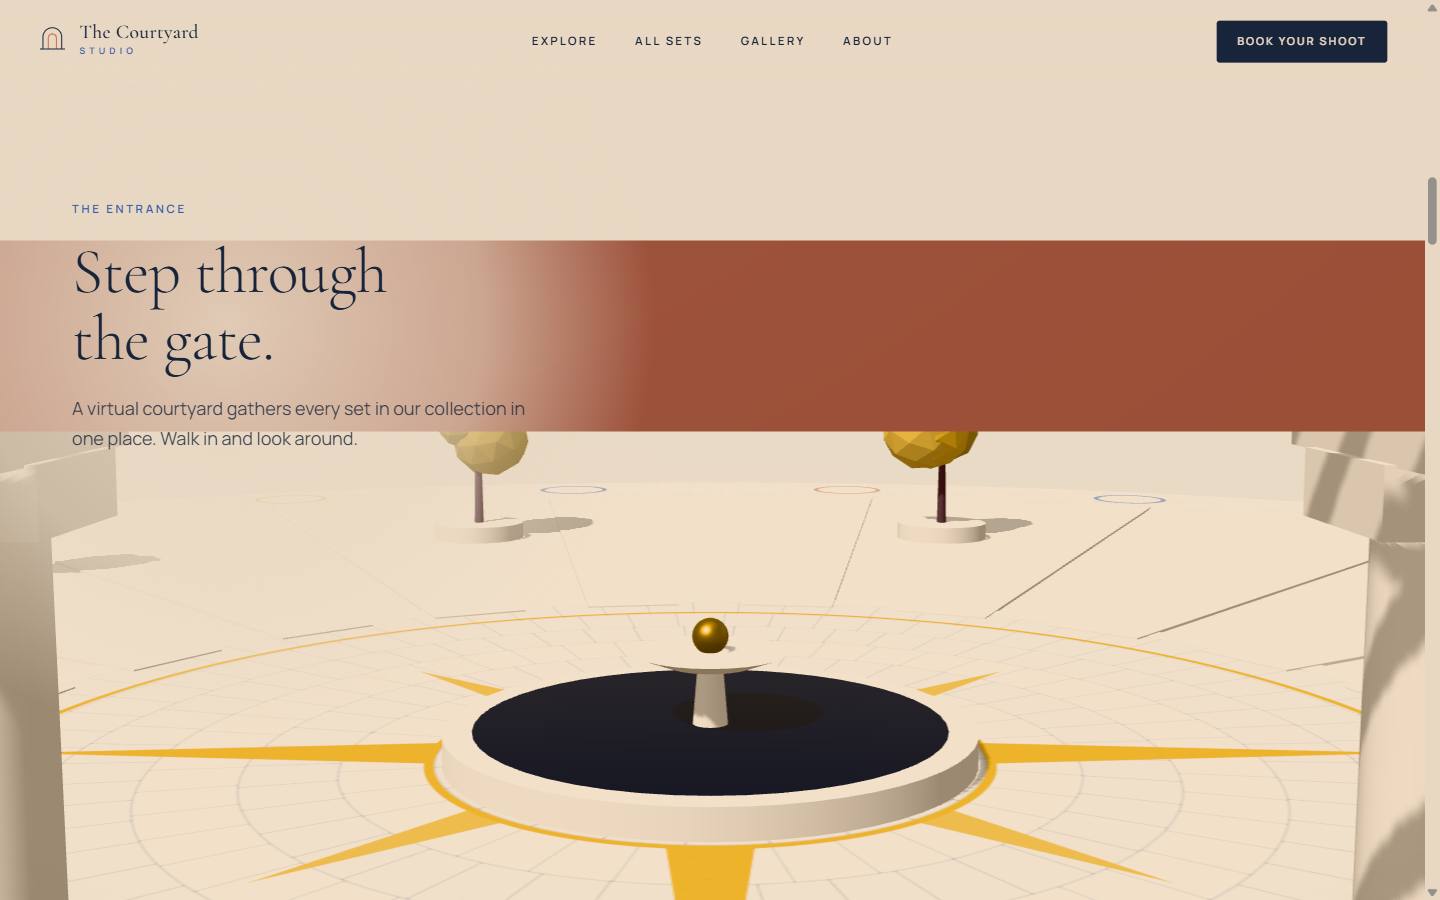 The Courtyard
STUDIO
EXPLORE
ALL SETS
GALLERY
ABOUT
BOOK YOUR SHOOT
THE ENTRANCE
Step through
the gate.
A virtual courtyard gathers every set in our collection in
one place. Walk in and look around.